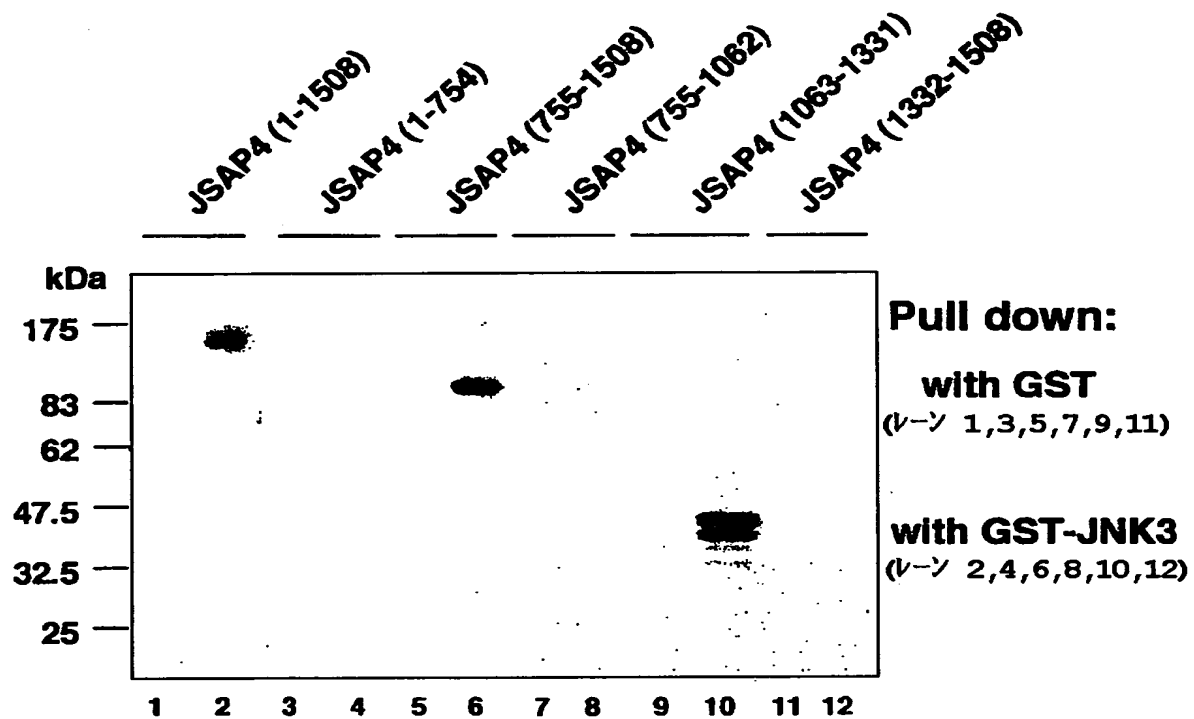 JSAP4 (1-1508)
JSAP4 (1-754)
JSAP4 (755-1508)
JSAP4 (755-1062)
JSAP4 (1063-1331)
JSAP4 (1332-1508)
kDa
175
83
62
47.5
32.5
25
Pull down:
with GST
(レーン 1,3,5,7,9,11)
with GST-JNK3
(レーン 2,4,6,8,10,12)
1 2 3 4 5 6 7 8 9 10 11 12